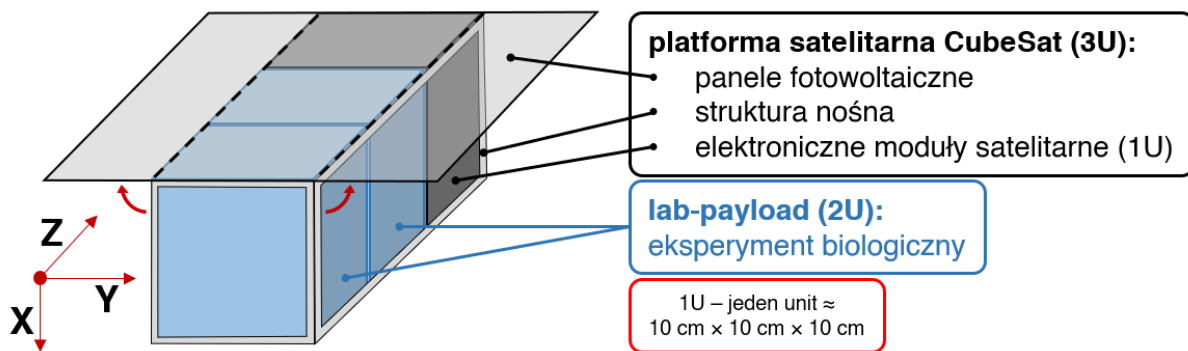 platforma satelitarna CubeSat (3U):
panele fotowoltaiczne
struktura nośna
elektroniczne moduły satelitarne (1U)
lab-payload (2U):
eksperyment biologiczny
1U – jeden unit ≈
10 cm × 10 cm × 10 cm
Z
Y
X